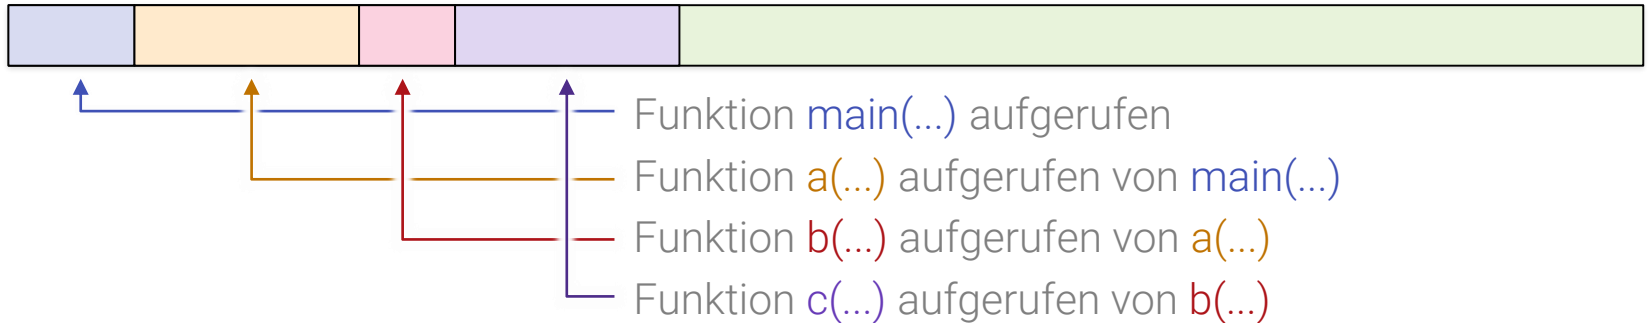 Funktion main(...) aufgerufen
Funktion a(...) aufgerufen von main(...)
Funktion b(...) aufgerufen von a(...)
Funktion c(...) aufgerufen von b(...)